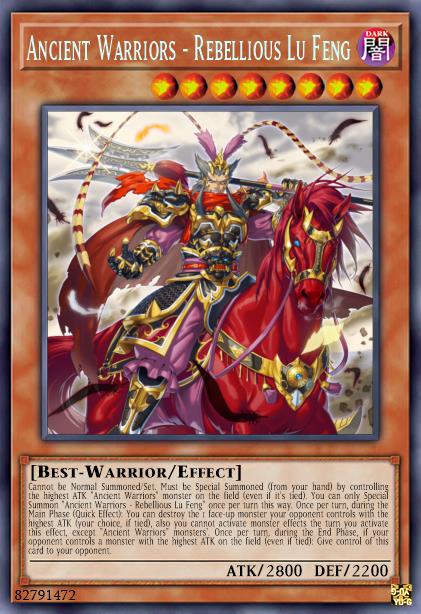 ANCIENT WARRIORS - REBELLIOUS LU FENG
DARK
闇
[BEST-WARRIOR/EFFECT]
Cannot be Normal Summoned/Set. Must be Special Summoned (from your hand) by controlling
the highest ATK "Ancient Warriors" monster on the field (even if it's tied). You can only Special
Summon "Ancient Warriors - Rebellious Lu Feng" once per turn this way. Once per turn, during the
Main Phase (Quick Effect): You can destroy the 1 face-up monster your opponent controls with the
highest ATK (your choice, if tied), also you cannot activate monster effects the turn you activate
this effect, except "Ancient Warriors" monsters'. Once per turn, during the End Phase, if your
opponent controls a monster with the highest ATK on the field (even if tied): Give control of this
card to your opponent.
ATK/2800 DEF/2200
82791472